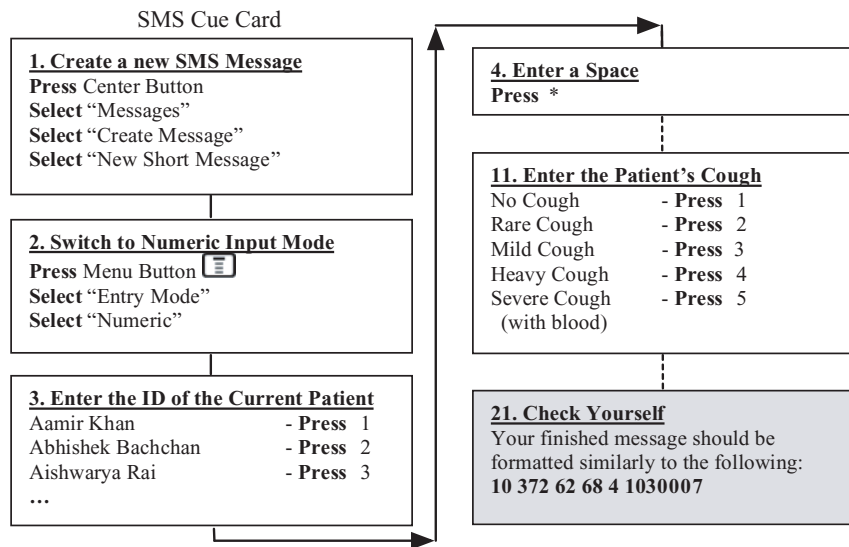 SMS Cue Card
1. Create a new SMS Message
Press Center Button
Select “Messages”
Select “Create Message”
Select “New Short Message”
2. Switch to Numeric Input Mode
Press Menu Button
Select “Entry Mode”
Select “Numeric”
3. Enter the ID of the Current Patient
Aamir Khan - Press 1
Abhishek Bachchan - Press 2
Aishwarya Rai - Press 3
…
4. Enter a Space
Press *
11. Enter the Patient’s Cough
No Cough - Press 1
Rare Cough - Press 2
Mild Cough - Press 3
Heavy Cough - Press 4
Severe Cough - Press 5
(with blood)
21. Check Yourself
Your finished message should be
formatted similarly to the following:
10 372 62 68 4 1030007